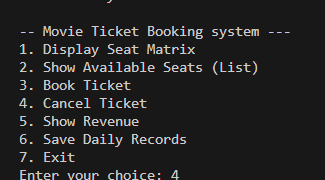 -- Movie Ticket Booking system ---
1. Display Seat Matrix
2. Show Available Seats (List)
3. Book Ticket
4. Cancel Ticket
5. Show Revenue
6. Save Daily Records
7. Exit
Enter your choice: 4